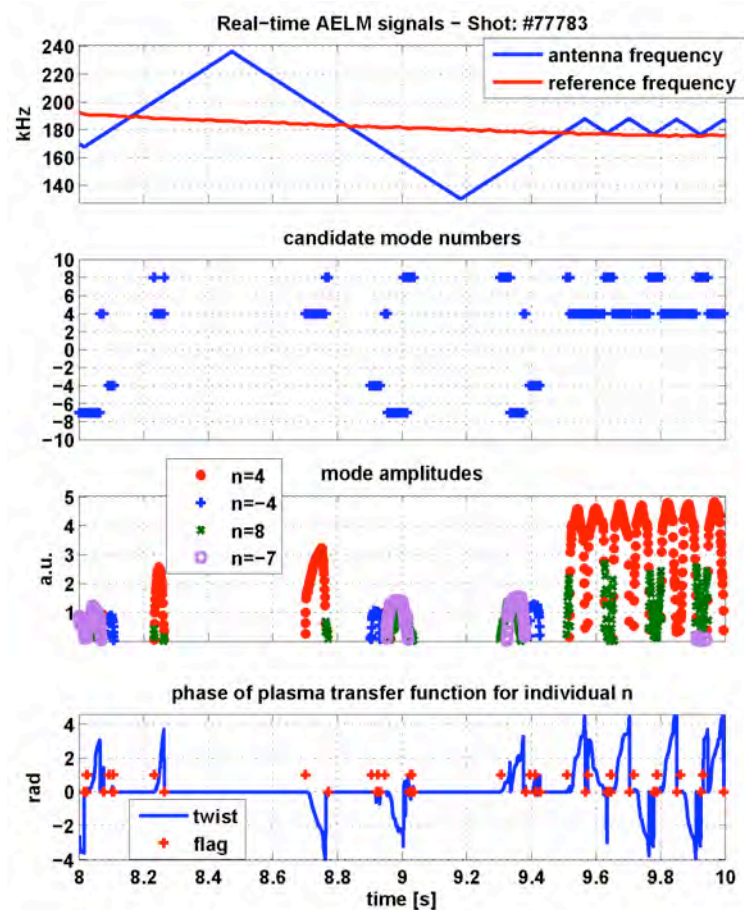 Real-time AELM signals - Shot: #77783
240
220
200
180
160
140
kHz
antenna frequency
reference frequency
candidate mode numbers
10
8
6
4
2
0
-2
-4
-6
-8
-10
mode amplitudes
5
4
3
2
1
a.u.
n=4
n=-4
n=8
n=-7
phase of plasma transfer function for individual n
4
2
0
-2
-4
rad
twist
flag
8 8.2 8.4 8.6 8.8 9 9.2 9.4 9.6 9.8 10
time [s]